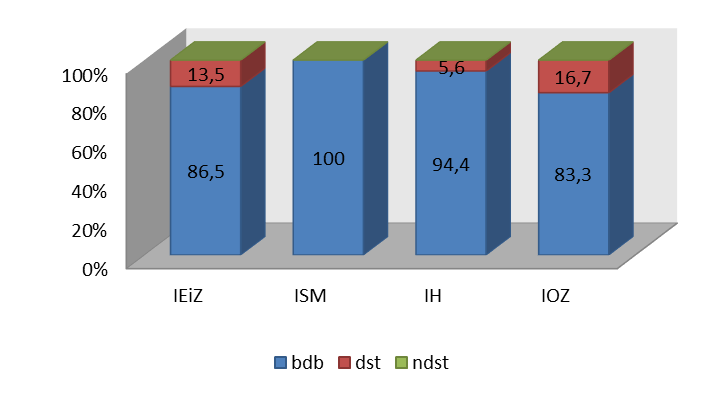 100%
80%
60%
40%
20%
0%
13,5
5,6
16,7
86,5
100
94,4
83,3
IEiZ
ISM
IH
IOZ
bdb dst ndst